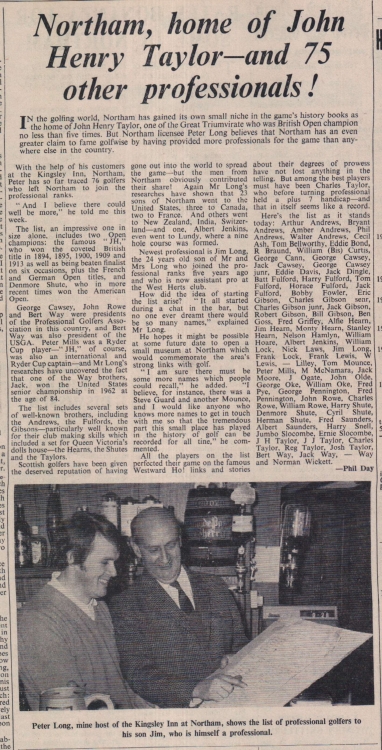 Northam, home of John
Henry Taylor—and 75
other professionals!
IN the golfing world, Northam has gained its own small niche in the game's history books as
the home of John Henry Taylor, one of the Great Triumvirate who was British Open champion
no less than five times. But Northam licensee Peter Long believes that Northam has an even
greater claim to fame golfwise by having provided more professionals for the game than any-
where else in the country.
With the help of his customers
at the Kingsley Inn, Northam,
Peter has so far traced 76 golfers
who left Northam to join the
professional ranks.
" And I believe there could
well be more," he told me this
week.
The list, an impressive one in
size alone, includes two Open
champions: the famous " JH,"
who won the coveted British
title in 1894, 1895, 1900, 1909 and
1913 as well as being beaten finalist
on six occasions, plus the French
and German Open titles, and
Denmore Shute, who in more
recent times won the American
Open.
George Cawsey, John Rowe
and Bert Way were presidents
of the Professional Golfers Asso-
ciation in this country, and Bert
Way was also president of the
USGA. Peter Mills was a Ryder
Cup player—" JH," of course,
was also an international and
Ryder Cup captain—and Mr Long's
researches have uncovered the fact
that one of the Way brothers,
Jack, won the United States
senior championship in 1962 at
the age of 84.
The list includes several sets
of well-known brothers, including
the Andrews, the Fulfords, the
Gibsons—particularly well known
for their club making skills which
included a set for Queen Victoria's
dolls house—the Hearns, the Shutes
and the Taylors.
Scottish golfers have been given
the deserved reputation of having
gone out into the world to spread
the game—but the men from
Northam obviously contributed
their share! Again Mr Long's
researches have shown that 23
sons of Northam went to the
United States, three to Canada,
two to France. And others went
to New Zealand, India, Switzer-
land—and one, Albert Jenkins,
even went to Lundy, where a nine
hole course was formed.
Newest professional is Jim Long,
the 24 years old son of Mr and
Mrs Long who joined the pro-
fessional ranks five years ago
and who is now assistant pro at
the West Herts club.
How did the idea of starting
the list arise? " It all started
during a chat in the bar, but
no one ever dreamt there would
be so many names," explained
Mr Long.
He hopes it might be possible
at some future date to open a
small museum at Northam which
would commemorate the area's
strong links with golf.
" I am sure there must be
some more names which people
could recall," he added. " I
believe, for instance, there was a
Steve Guard and another Mounce,
and I would like anyone who
knows more names to get in touch
with me so that the tremendous
part this small place has played
in the history of golf can be
recorded for all time," he com-
mented.
All the players on the list
perfected their game on the famous
Westward Ho! links and stories
about their degrees of prowess
have not lost anything in the
telling. But among the best players
must have been Charles Taylor,
who before turning professional
held a plus 7 handicap—and
that in itself seems like a record.
Here's the list as it stands
today: Arthur Andrews, Bryant
Andrews, Amber Andrews, Phil
Andrews, Walter Andrews, Cecil
Ash, Tom Bellworthy, Eddie Bond,
R Braund, William (Bis) Curtis,
George Cann, George Cawsey,
Jack Cawsey, George Cawsey
junr, Eddie Davis, Jack Dingle,
Batt Fulford, Harry Fulford, Tom
Fulford, Horace Fulford, Jack
Fulford, Bobby Fowler, Eric
Gibson, Charles Gibson senr,
Charles Gibson junr, Jack Gibson,
Robert Gibson, Bill Gibson, Ben
Gross, Fred Griffey, Alfie Hearn,
Jim Hearn, Monty Hearn, Stanley
Hearn, Nelson Hamlyn, William
Heard, Albert Jenkins, William
Loader, Nick Laws, Jim Long,
Frank Lock, Frank Lewis, W
Lewis, — Lilley, Tom Mounce,
Peter Mills, M McNamara, Jack
Moore, J Ogate, John Olde,
George Oke, William Oke, Fred
Pye, George Pennington, Fred
Pennington, John Rowe, Charles
Rowe, William Rowe, Harry Shute,
Denmore Shute, Cyril Shute,
Herman Shute, Fred Saunders,
Albert Saunders, Harry Snell,
Jumbo Slocombe, Ernie Slocombe,
J H Taylor, J J Taylor, Charles
Taylor, Reg Taylor, Josh Taylor,
Bert Way, Jack Way, — Way
and Norman Wickett.
—Phil Day
Peter Long, mine host of the Kingsley Inn at Northam, shows the list of professional golfers to
his son Jim, who is himself a professional.